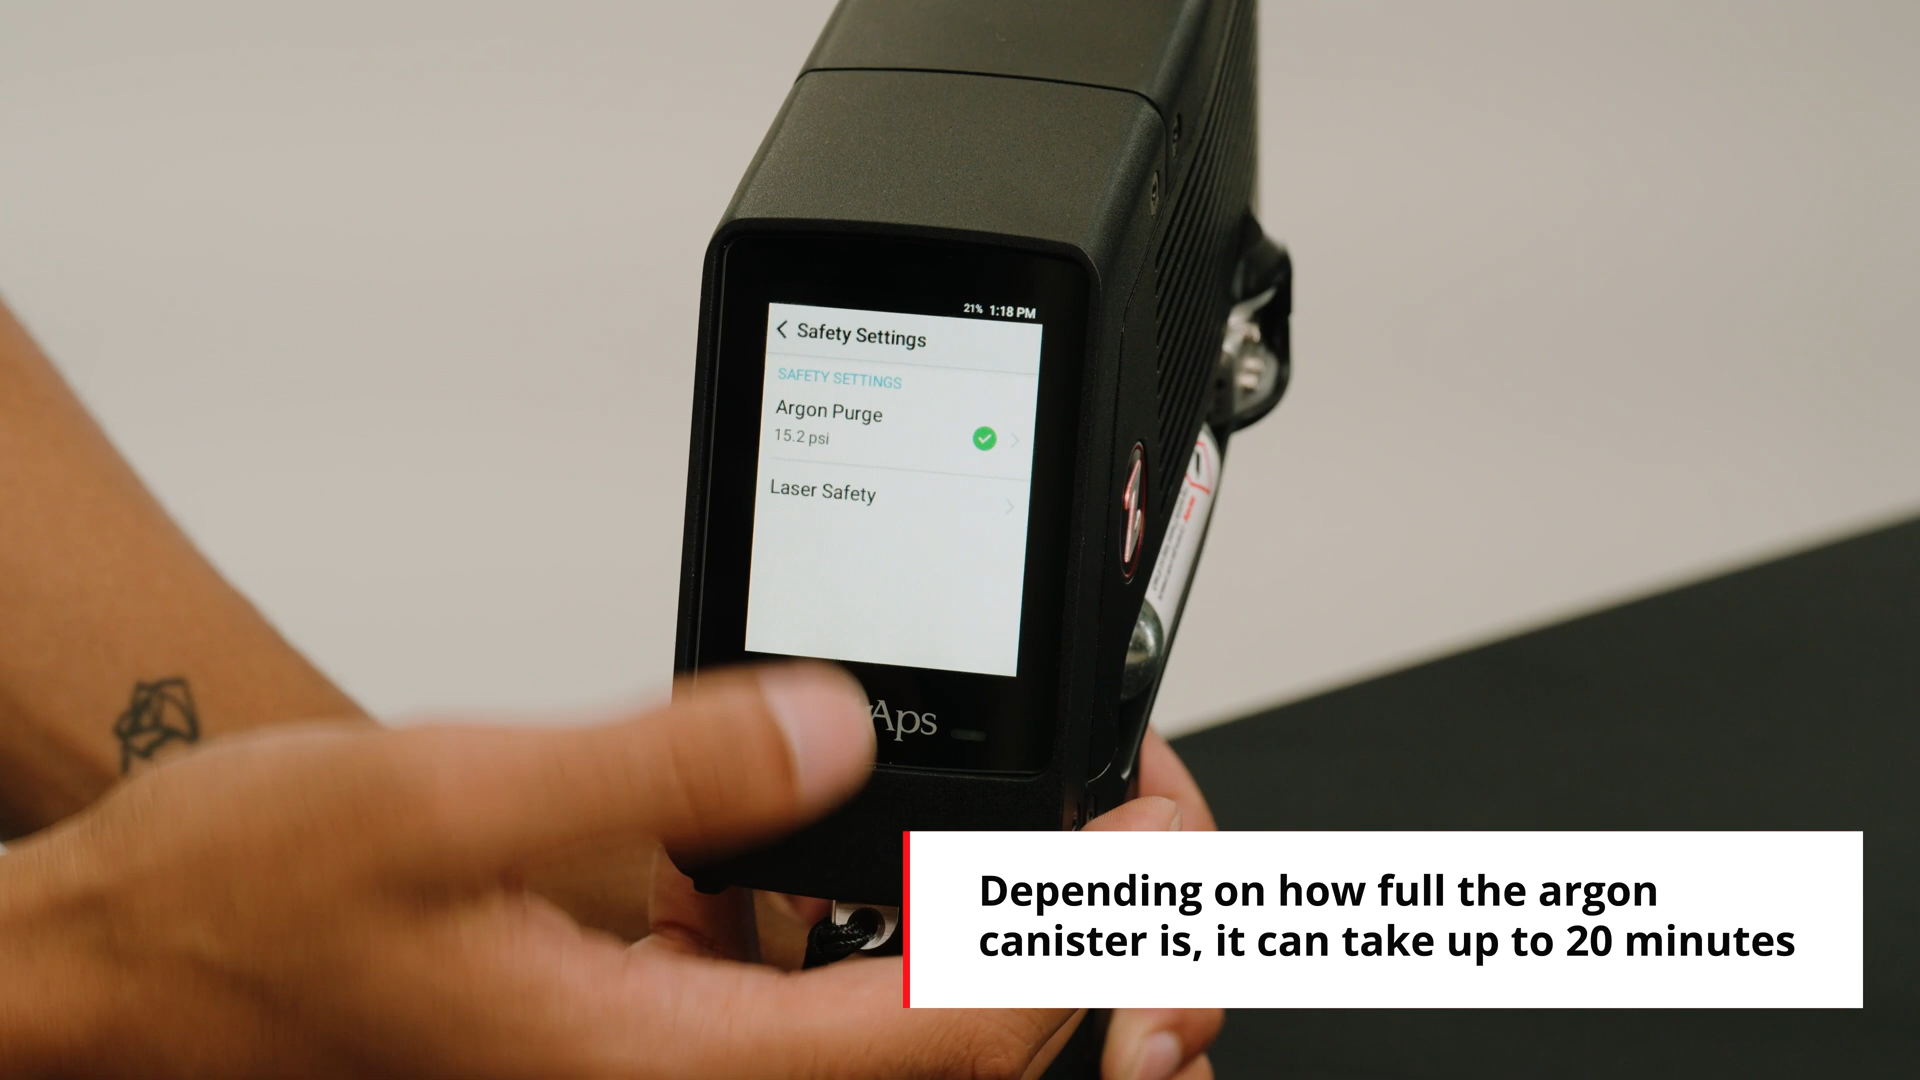 21% 1:18 PM
Safety Settings
SAFETY SETTINGS
Argon Purge
15.2 psi
Laser Safety
Aps
Depending on how full the argon
canister is, it can take up to 20 minutes